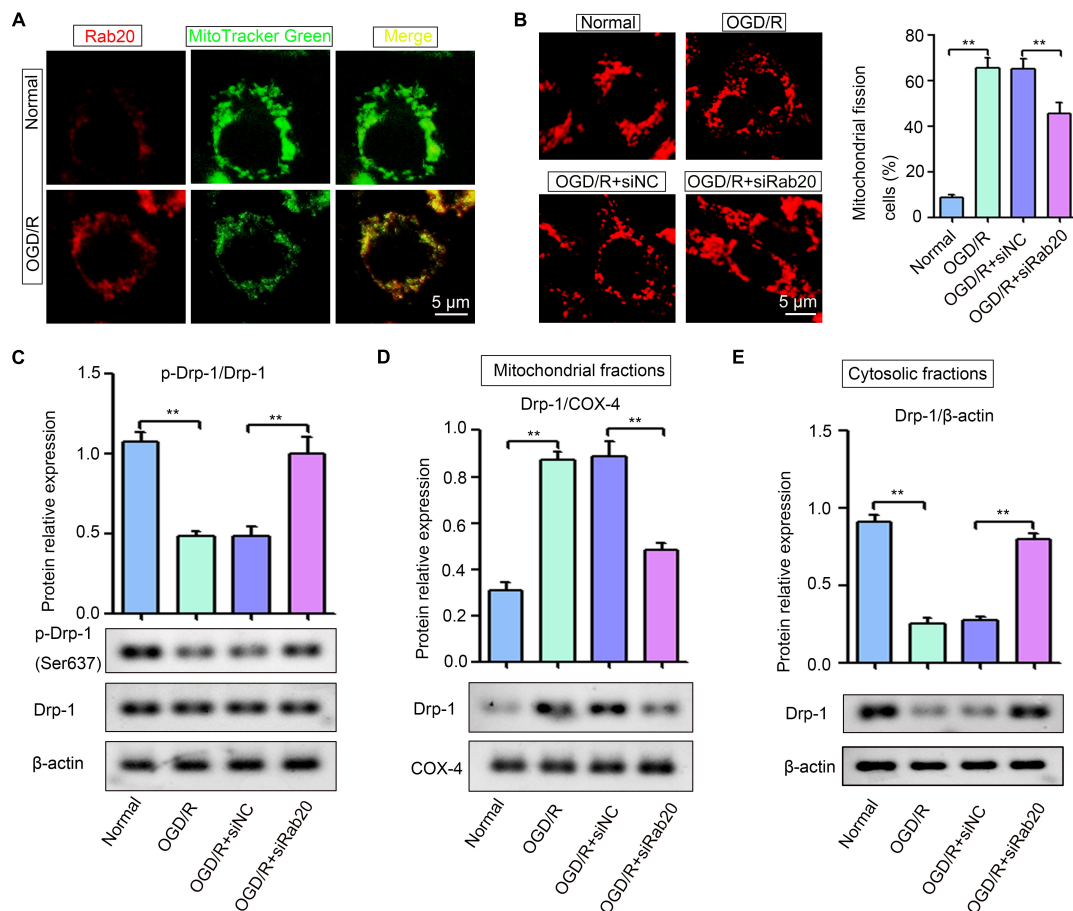 A
Rab20
MitoTracker Green
Merge
Normal
OGD/R
5 µm
B
Normal
OGD/R
OGD/R+siNC
OGD/R+siRab20
5 µm
Mitochondrial fission
cells (%)
80
60
40
20
0
**
**
Normal
OGD/R
OGD/R+siNC
OGD/R+siRab20
C
p-Drp-1/Drp-1
Protein relative expression
1.5
1.0
0.5
0.0
**
**
p-Drp-1
(Ser637)
Drp-1
β-actin
Normal
OGD/R
OGD/R+siNC
OGD/R+siRab20
D
Mitochondrial fractions
Drp-1/COX-4
Protein relative expression
1.0
0.8
0.6
0.4
0.2
0.0
**
**
Drp-1
COX-4
Normal
OGD/R
OGD/R+siNC
OGD/R+siRab20
E
Cytosolic fractions
Drp-1/β-actin
Protein relative expression
1.5
1.0
0.5
0.0
**
**
Drp-1
β-actin
Normal
OGD/R
OGD/R+siNC
OGD/R+siRab20